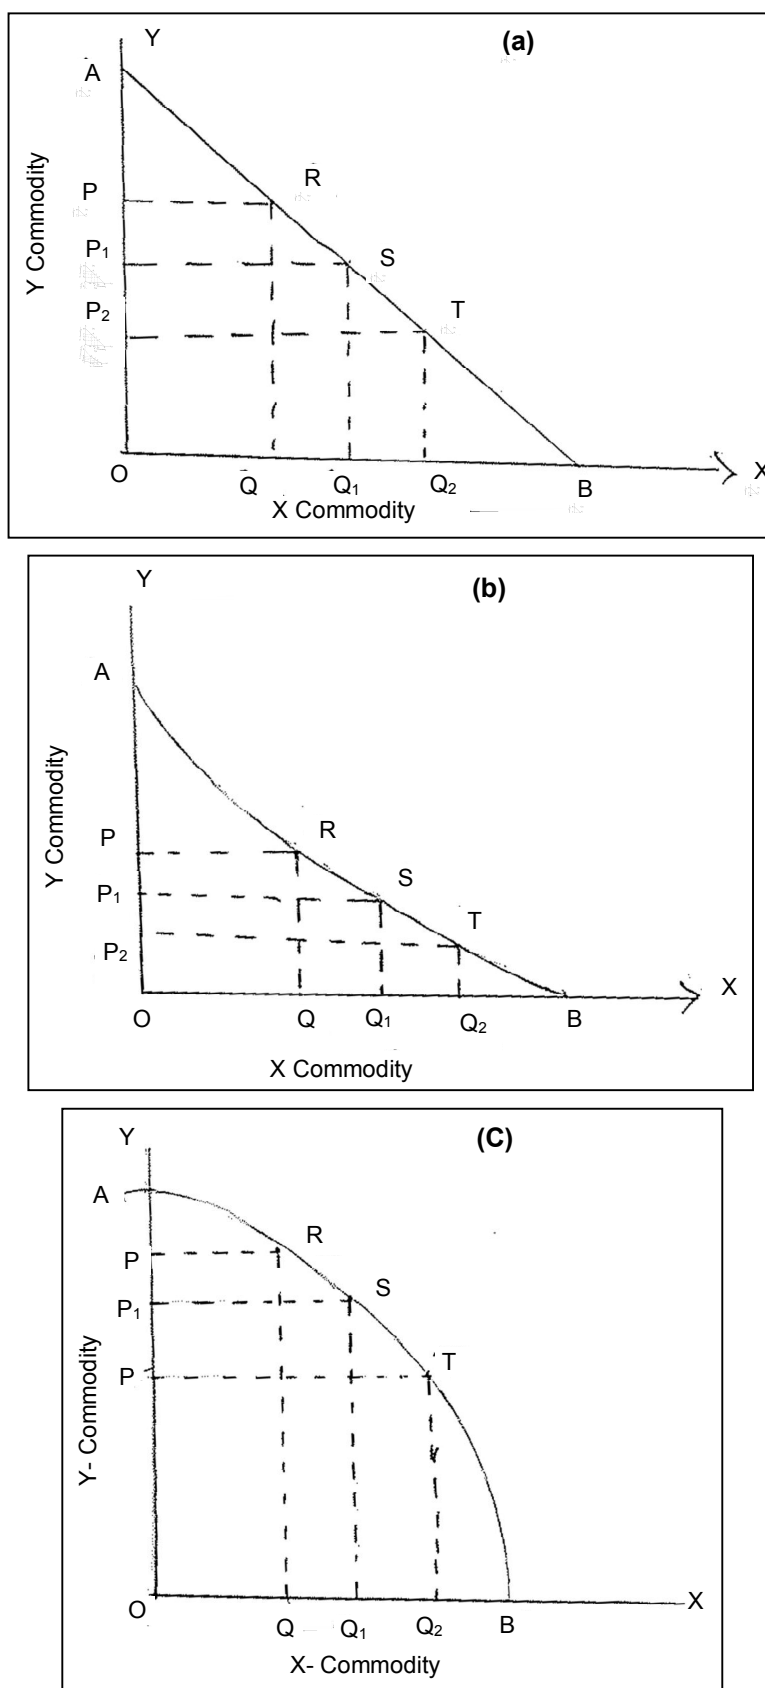 Y
(a)
A
R
P
P₁
S
P₂
T
Y Commodity
O
Q
Q₁
Q₂
B
X
X Commodity
Y
(b)
A
R
P
S
P₁
T
P₂
Y Commodity
X
O
Q
Q₁
Q₂
B
X Commodity
Y
(C)
A
R
P
S
P₁
T
P
Y- Commodity
O
X
Q
Q₁
Q₂
B
X- Commodity